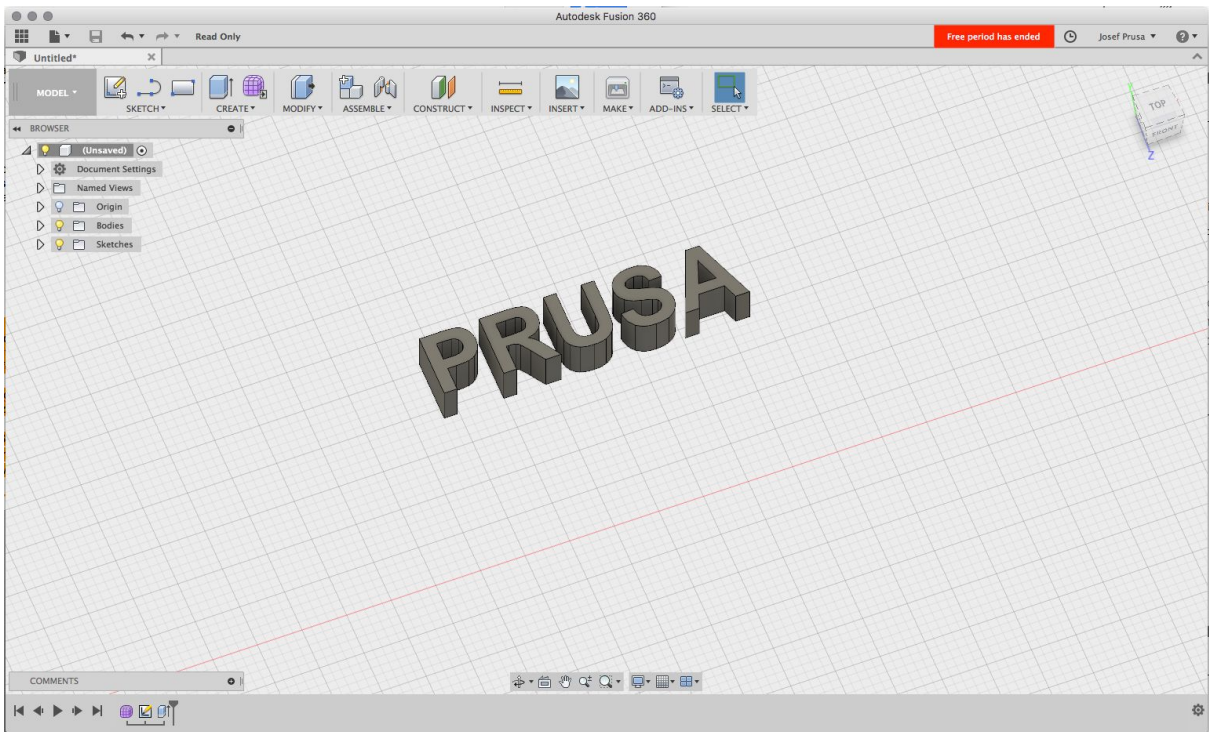 Autodesk Fusion 360
Read Only
Free period has ended
Josef Prusa
Untitled*
MODEL
SKETCH
CREATE
MODIFY
ASSEMBLE
CONSTRUCT
INSPECT
INSERT
MAKE
ADD-INS
SELECT
TOP
FRONT
Z
BROWSER
(Unsaved)
Document Settings
Named Views
Origin
Bodies
Sketches
PRUSA
COMMENTS